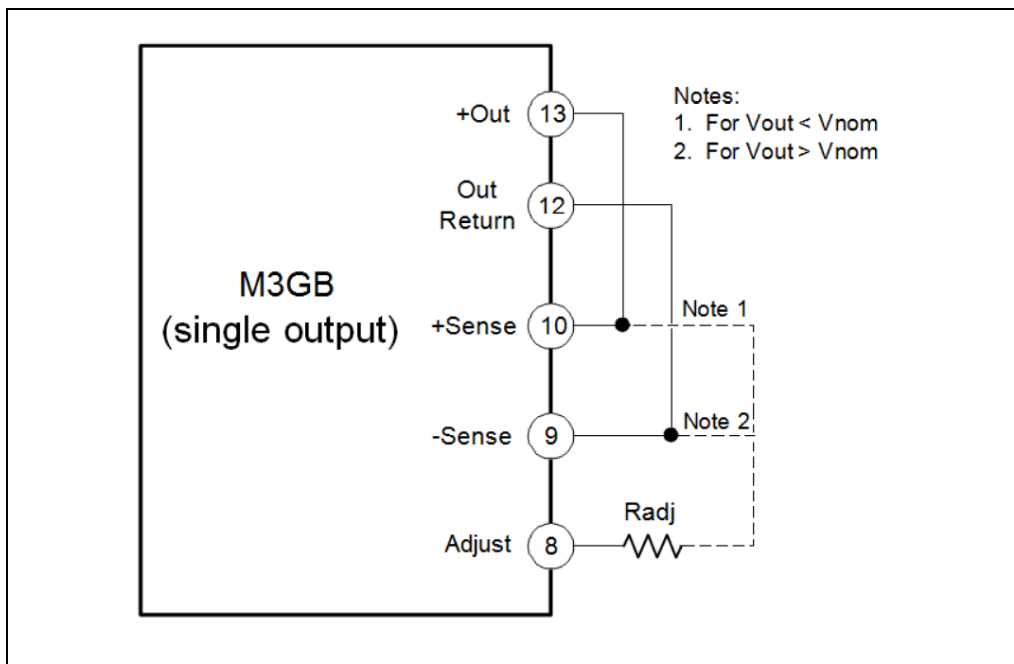 +Out 13
Notes:
1. For Vout < Vnom
2. For Vout > Vnom
Out
Return 12
M3GB
(single output)
+Sense 10
Note 1
-Sense 9
Note 2
Radj
Adjust 8